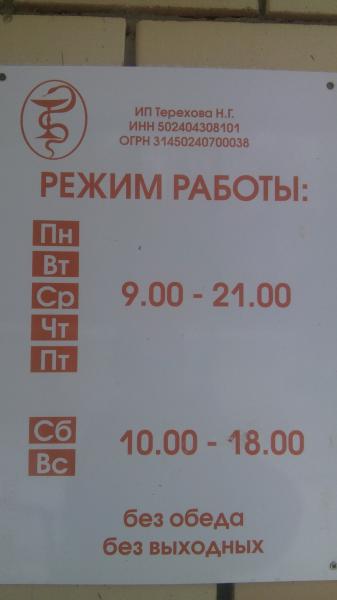 ИП Терехова Н.Г.
ИНН 502404308101
ОГРН 31450240700038
РЕЖИМ РАБОТЫ:
Пн
Вт
Ср 9.00 - 21.00
Чт
Пт
Сб 10.00 - 18.00
Вс
без обеда
без выходных